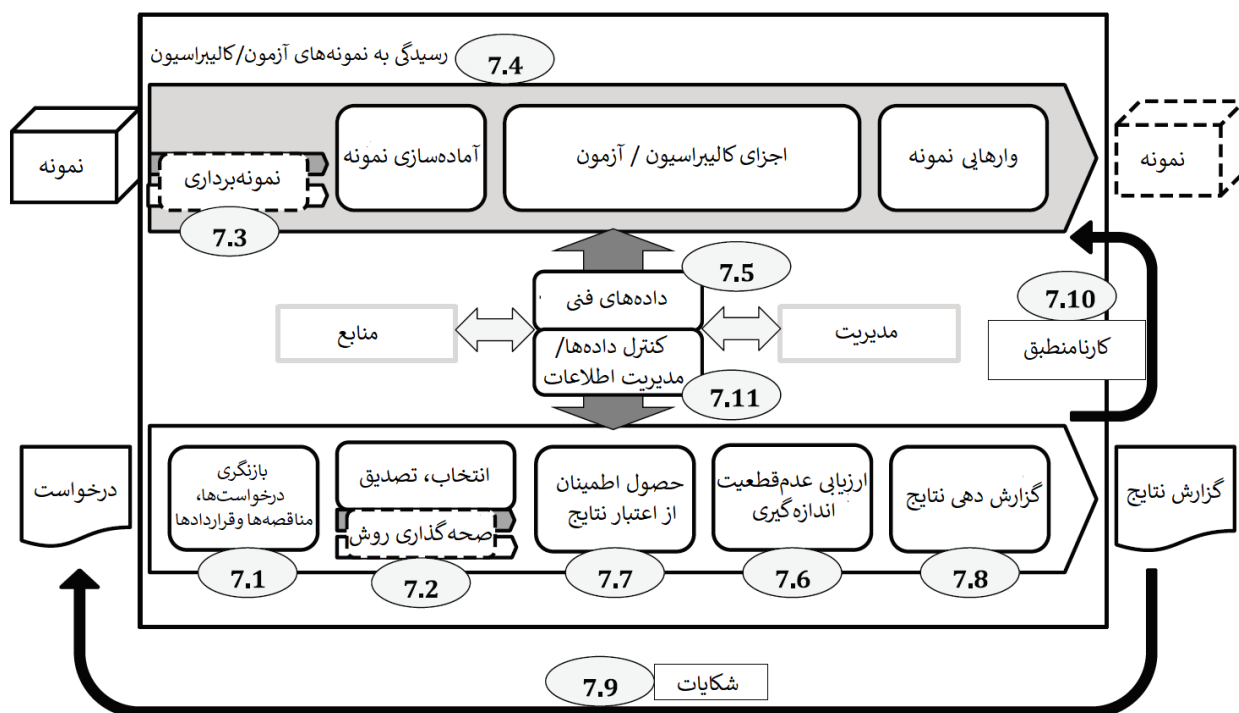 رسیدگی به نمونه‌های آزمون/کالیبراسیون
7.4
نمونه
نمونه‌برداری
7.3
آماده‌سازی نمونه
اجزای کالیبراسیون / آزمون
وارهایی نمونه
نمونه
7.5
داده‌های فنی
منابع
مدیریت
کنترل داده‌ها/
مدیریت اطلاعات
7.11
7.10
کارنامنطبق
درخواست
بازنگری
درخواست‌ها،
مناقصه‌ها وقراردادها
7.1
انتخاب، تصدیق
صحه‌گذاری روش
7.2
حصول اطمینان
از اعتبار نتایج
7.7
ارزیابی عدم‌قطعیت
اندازه‌گیری
7.6
گزارش دهی نتایج
7.8
گزارش نتایج
7.9
شکایات